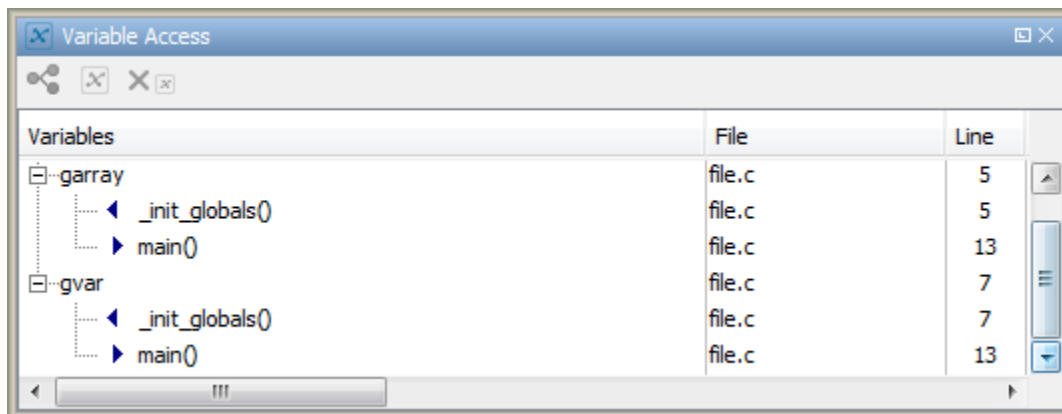 Variable Access
Variables File Line
garray file.c 5
_init_globals() file.c 5
main() file.c 13
gvar file.c 7
_init_globals() file.c 7
main() file.c 13